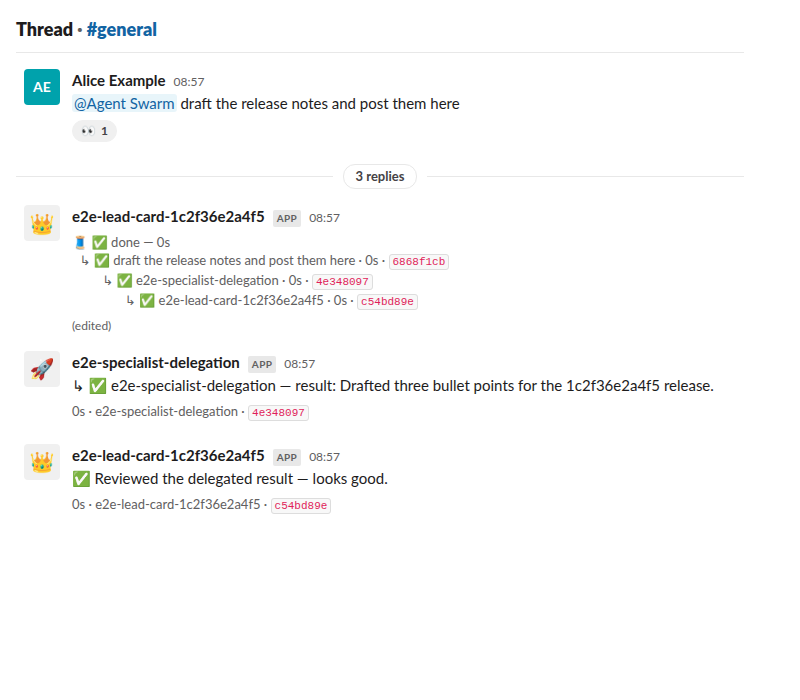 Thread • #general
AE
Alice Example 08:57
@Agent Swarm draft the release notes and post them here
👀 1
3 replies
e2e-lead-card-1c2f36e2a4f5 APP 08:57
🧵 ✅ done — 0s
↳ ✅ draft the release notes and post them here · 0s · 6868f1cb
↳ ✅ e2e-specialist-delegation · 0s · 4e348097
↳ ✅ e2e-lead-card-1c2f36e2a4f5 · 0s · c54bd89e
(edited)
e2e-specialist-delegation APP 08:57
↳ ✅ e2e-specialist-delegation — result: Drafted three bullet points for the 1c2f36e2a4f5 release.
0s · e2e-specialist-delegation · 4e348097
e2e-lead-card-1c2f36e2a4f5 APP 08:57
✅ Reviewed the delegated result — looks good.
0s · e2e-lead-card-1c2f36e2a4f5 · c54bd89e